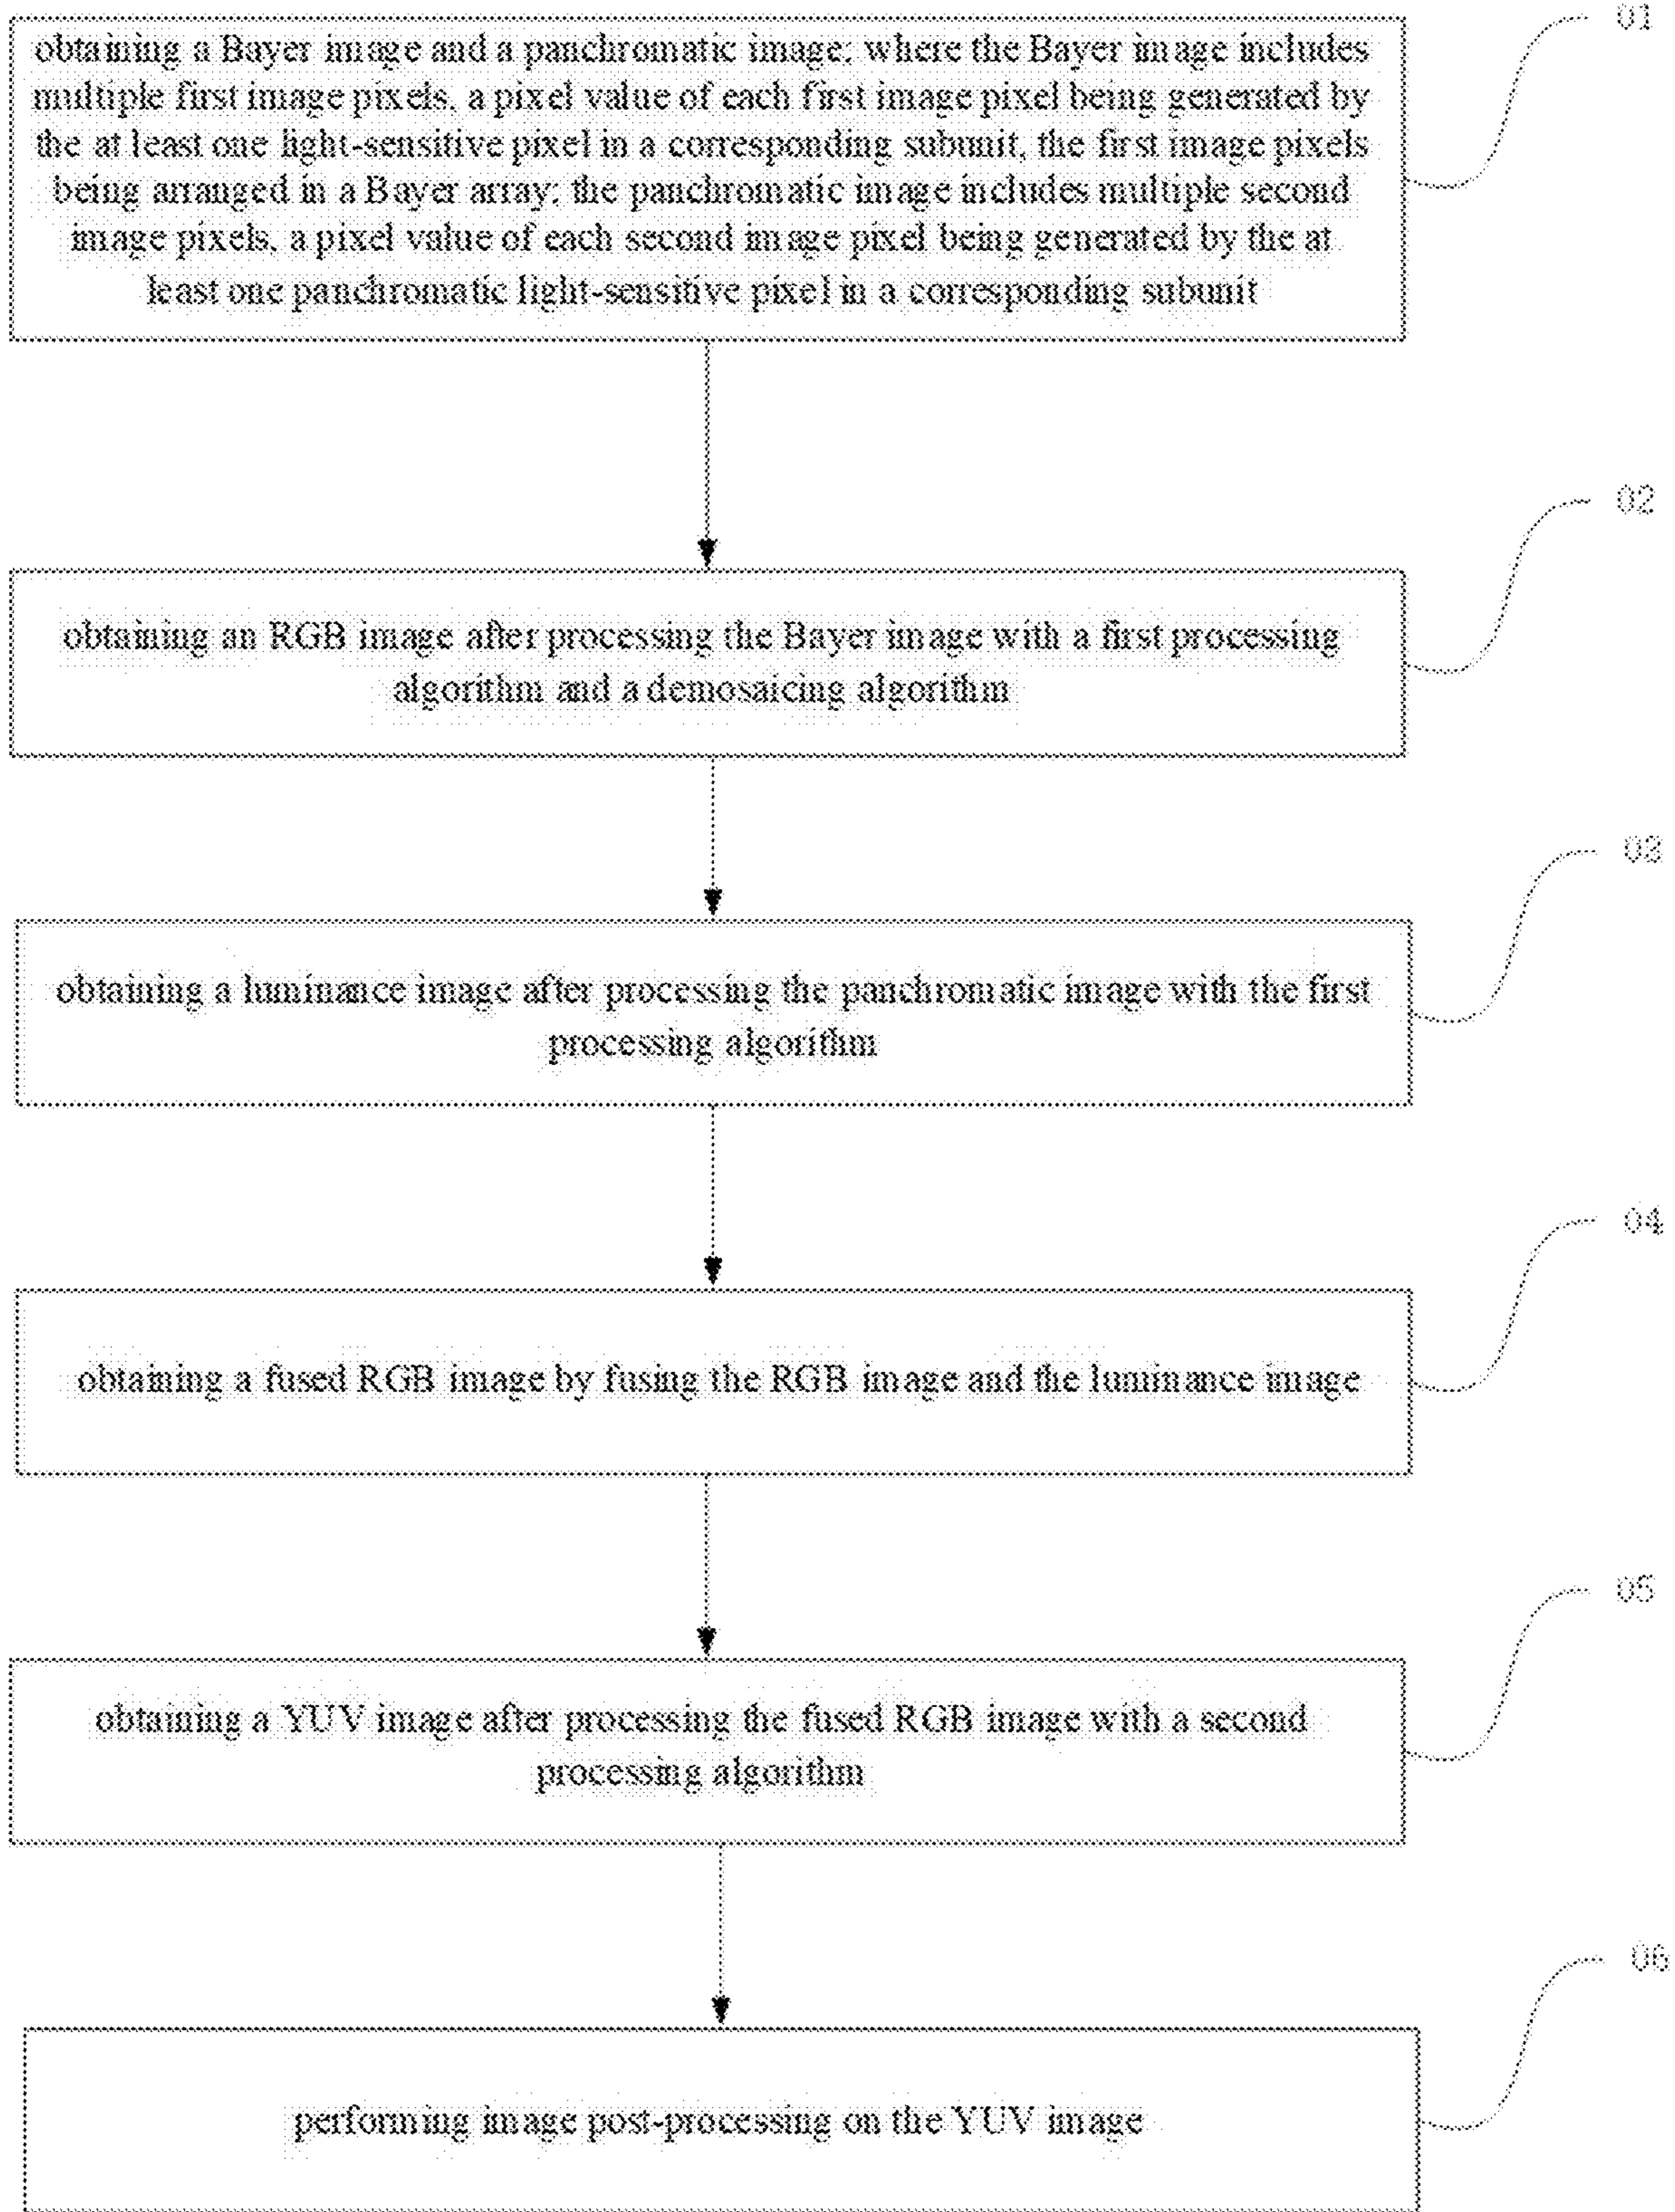 01
obtaining a Bayer image and a panchromatic image; where the Bayer image includes
multiple first image pixels, a pixel value of each first image pixel being generated by
the at least one light-sensitive pixel in a corresponding subunit, the first image pixels
being arranged in a Bayer array; the panchromatic image includes multiple second
image pixels, a pixel value of each second image pixel being generated by the at
least one panchromatic light-sensitive pixel in a corresponding subunit
02
obtaining an RGB image after processing the Bayer image with a first processing
algorithm and a demosaicing algorithm
03
obtaining a luminance image after processing the panchromatic image with the first
processing algorithm
04
obtaining a fused RGB image by fusing the RGB image and the luminance image
05
obtaining a YUV image after processing the fused RGB image with a second
processing algorithm
06
performing image post-processing on the YUV image